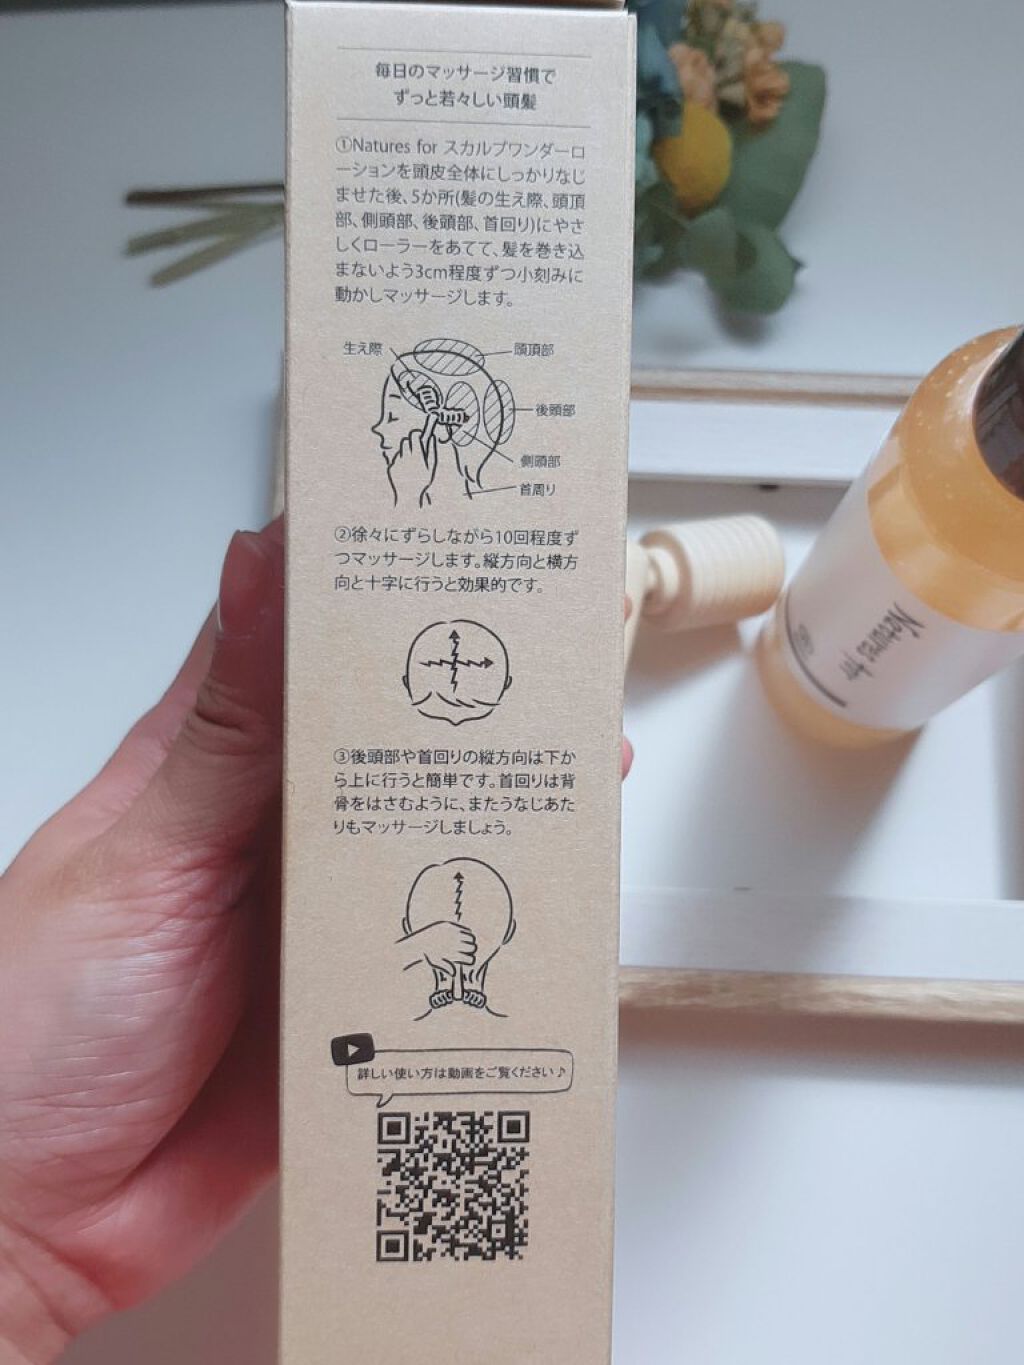 毎日のマッサージ習慣で
ずっと若々しい頭髪
①Natures for スカルプワンダーロ
ーションを頭皮全体にしっかりなじ
ませた後、5か所(髪の生え際、頭頂
部、側頭部、後頭部、首回り)にやさ
しくローラーをあてて、髪を巻き込
まないよう3cm程度ずつ小刻みに
動かしマッサージします。
生え際
頭頂部
後頭部
側頭部
首周り
②徐々にずらしながら10回程度ず
つマッサージします。縦方向と横方
向と十字に行うと効果的です。
③後頭部や首回りの縦方向は下か
ら上に行うと簡単です。首回りは背
骨をはさむように、またうなじあた
りもマッサージしましょう。
詳しい使い方は動画をご覧ください♪
Natures for